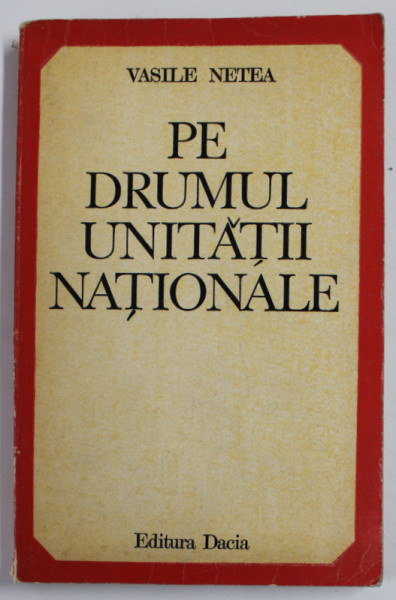 VASILE NETEA
PE
DRUMUL
UNITĂȚII
NAȚIONALE
Editura Dacia